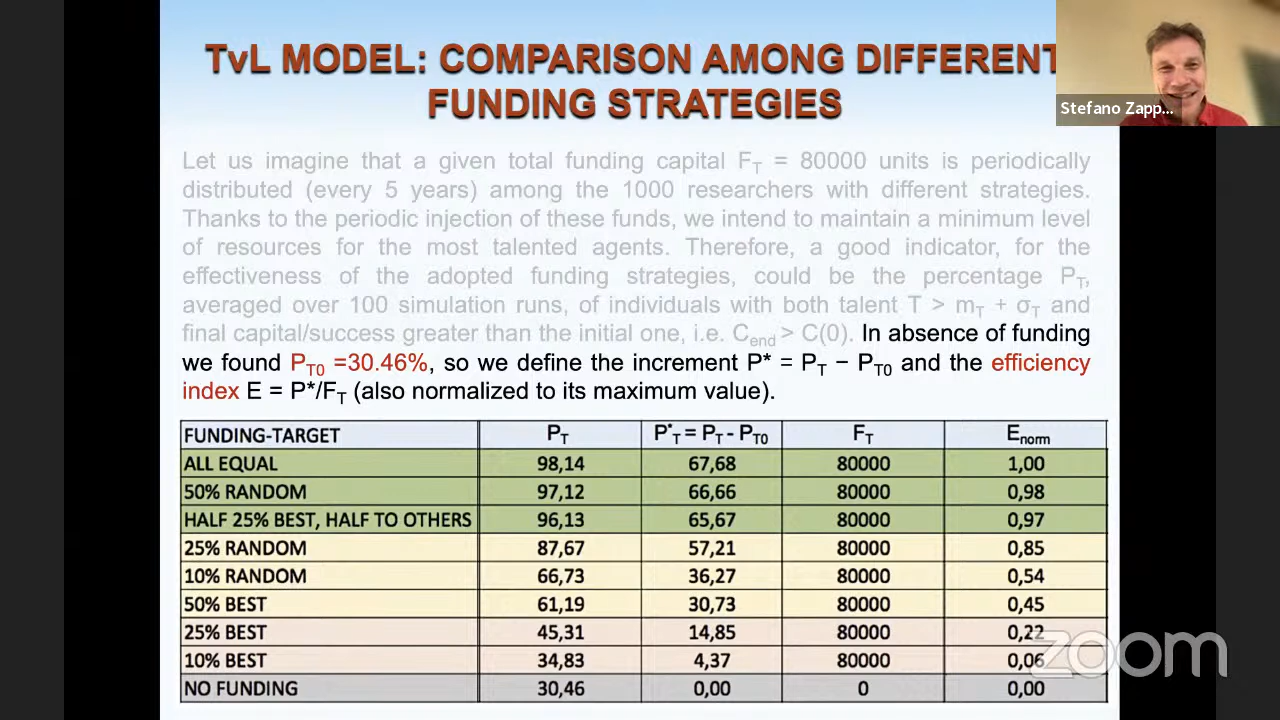 TvL MODEL: COMPARISON AMONG DIFFERENT
FUNDING STRATEGIES
Stefano Zapp...
Let us imagine that a given total funding capital F_T = 80000 units is periodically
distributed (every 5 years) among the 1000 researchers with different strategies.
Thanks to the periodic injection of these funds, we intend to maintain a minimum level
of resources for the most talented agents. Therefore, a good indicator, for the
effectiveness of the adopted funding strategies, could be the percentage P_T,
averaged over 100 simulation runs, of individuals with both talent T > m_T + σ_T and
final capital/success greater than the initial one, i.e. C_end > C(0). In absence of funding
we found P_T0 =30.46%, so we define the increment P* = P_T − P_T0 and the efficiency
index E = P*/F_T (also normalized to its maximum value).
FUNDING-TARGET P_T P*_T = P_T - P_T0 F_T E_norm
ALL EQUAL 98,14 67,68 80000 1,00
50% RANDOM 97,12 66,66 80000 0,98
HALF 25% BEST, HALF TO OTHERS 96,13 65,67 80000 0,97
25% RANDOM 87,67 57,21 80000 0,85
10% RANDOM 66,73 36,27 80000 0,54
50% BEST 61,19 30,73 80000 0,45
25% BEST 45,31 14,85 80000 0,22
10% BEST 34,83 4,37 80000 0,06
NO FUNDING 30,46 0,00 0 0,00
zoom